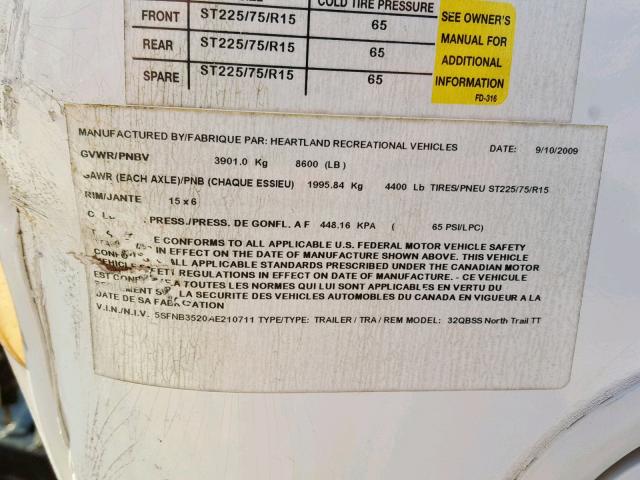 COLD TIRE PRESSURE
FRONT ST225/75/R15 65
REAR ST225/75/R15 65
SPARE ST225/75/R15 65
SEE OWNER'S
MANUAL FOR
ADDITIONAL
INFORMATION
FD-316
MANUFACTURED BY/FABRIQUE PAR: HEARTLAND RECREATIONAL VEHICLES DATE: 9/10/2009
GVWR/PNBV 3901.0 Kg 8600 (LB)
GAWR (EACH AXLE)/PNB (CHAQUE ESSIEU) 1995.84 Kg 4400 Lb TIRES/PNEU ST225/75/R15
RIM/JANTE 15 x 6
PRESS./PRESS. DE GONFL. A F 448.16 KPA ( 65 PSI/LPC)
CONFORMS TO ALL APPLICABLE U.S. FEDERAL MOTOR VEHICLE SAFETY
IN EFFECT ON THE DATE OF MANUFACTURE SHOWN ABOVE. THIS VEHICLE
ALL APPLICABLE STANDARDS PRESCRIBED UNDER THE CANADIAN MOTOR
VEHICLE SAFETY REGULATIONS IN EFFECT ON DATE OF MANUFACTURE. - CE VEHICULE
EST A TOUTES LES NORMES QUI LUI SONT APPLICABLES EN VERTU DU
LA SECURITE DES VEHICLES AUTOMOBILES DU CANADA EN VIGUEUR A LA
DATE DE SA FABRICATION
V.I.N./N.I.V. 5SFNB3520AE210711 TYPE/TYPE: TRAILER / TRA / REM MODEL: 32QBSS North Trail TT